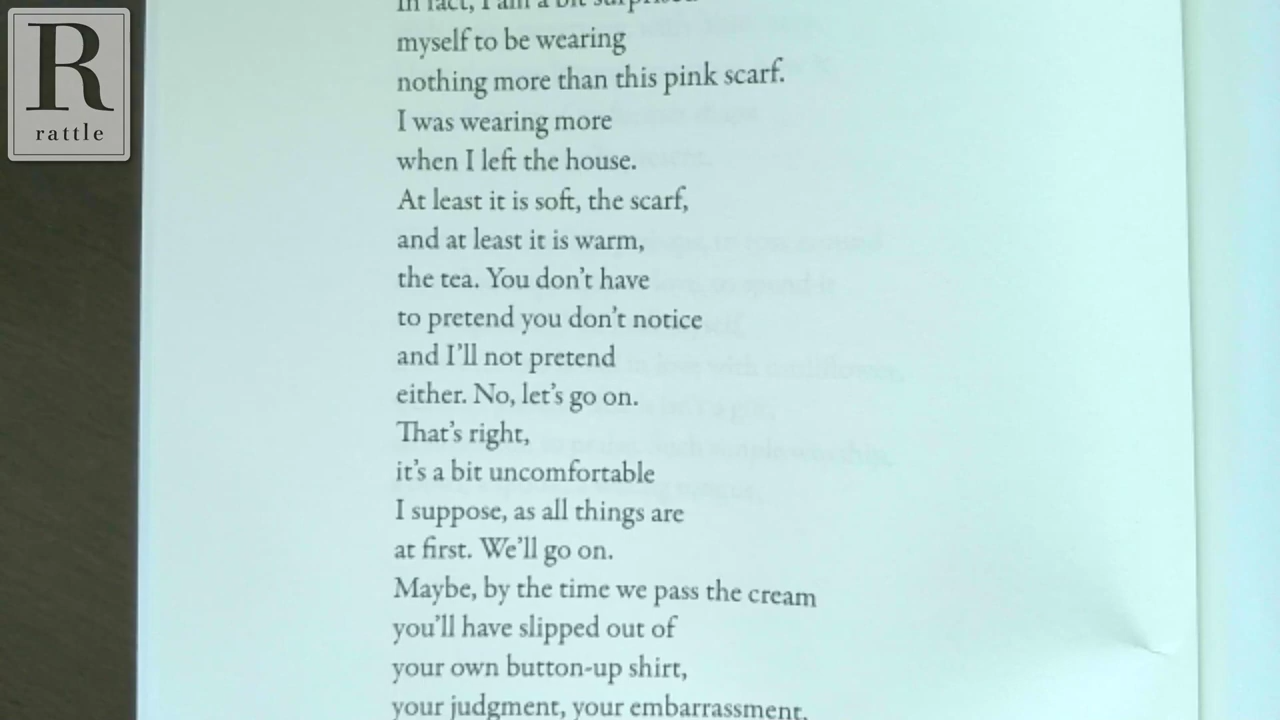 R
rattle
In fact, I am a bit surprised
myself to be wearing
nothing more than this pink scarf.
I was wearing more
when I left the house.
At least it is soft, the scarf,
and at least it is warm,
the tea. You don’t have
to pretend you don’t notice
and I’ll not pretend
either. No, let’s go on.
That’s right,
it’s a bit uncomfortable
I suppose, as all things are
at first. We’ll go on.
Maybe, by the time we pass the cream
you’ll have slipped out of
your own button-up shirt,
your judgment, your embarrassment,